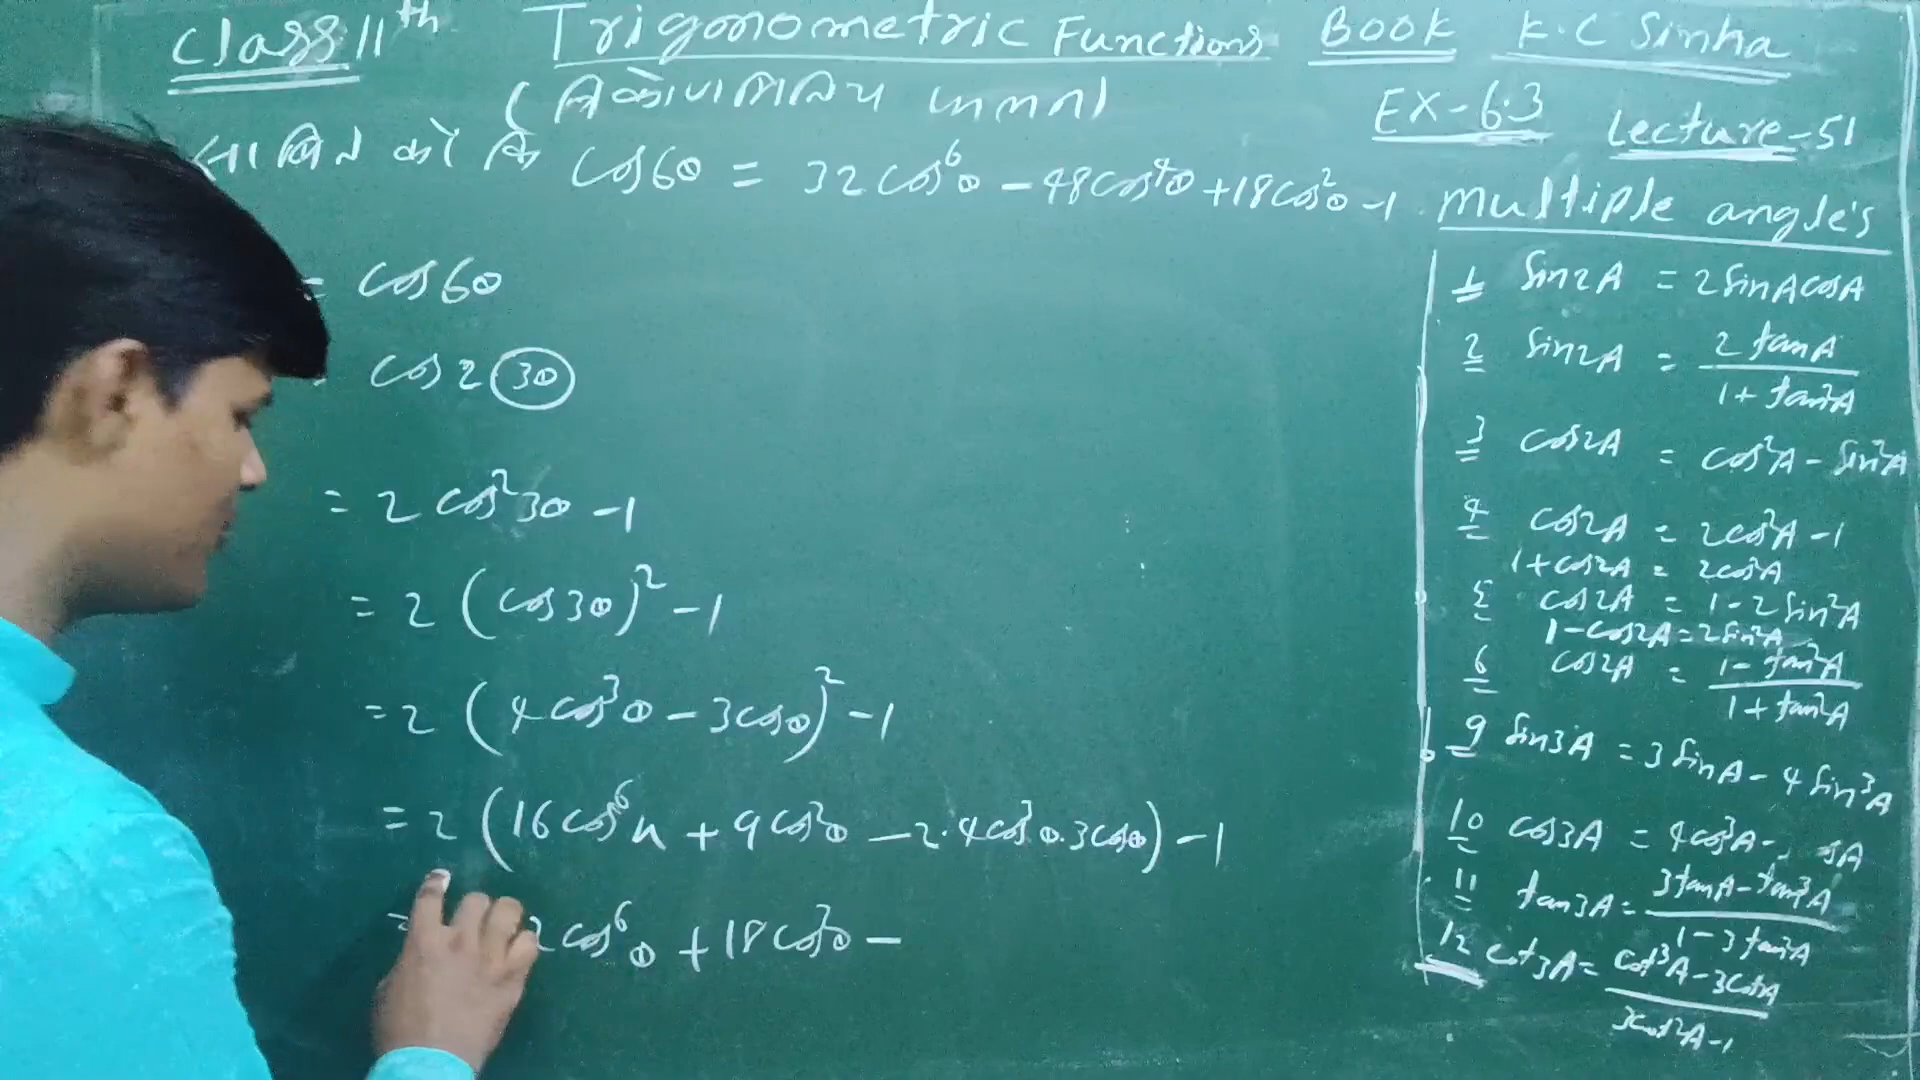 Class 11th Trigonometric Functions Book K.C Sinha
(त्रिकोणमितिय फलन)
EX-6.3 Lecture-51
साबित करें कि cos6θ = 32cos⁶θ - 48cos⁴θ + 18cos²θ - 1
= cos6θ
= cos2(3θ)
= 2cos²3θ - 1
= 2(cos3θ)² - 1
= 2(4cos³θ - 3cosθ)² - 1
= 2(16cos⁶θ + 9cos²θ - 2·4cos³θ·3cosθ) - 1
= 2cos⁶θ + 18cos²θ -
multiple angle's
1 sin2A = 2sinAcosA
2 sin2A = 2tanA / 1+tan²A
3 cos2A = cos²A - sin²A
4 cos2A = 2cos²A - 1
1+cos2A = 2cos²A
5 cos2A = 1 - 2sin²A
1-cos2A = 2sin²A
6 cos2A = 1-tan²A / 1+tan²A
9 sin3A = 3sinA - 4sin³A
10 cos3A = 4cos³A - sA
11 tan3A = 3tanA - tan³A / 1-3tan²A
12 cot3A = cot³A - 3cotA / 3cot²A-1